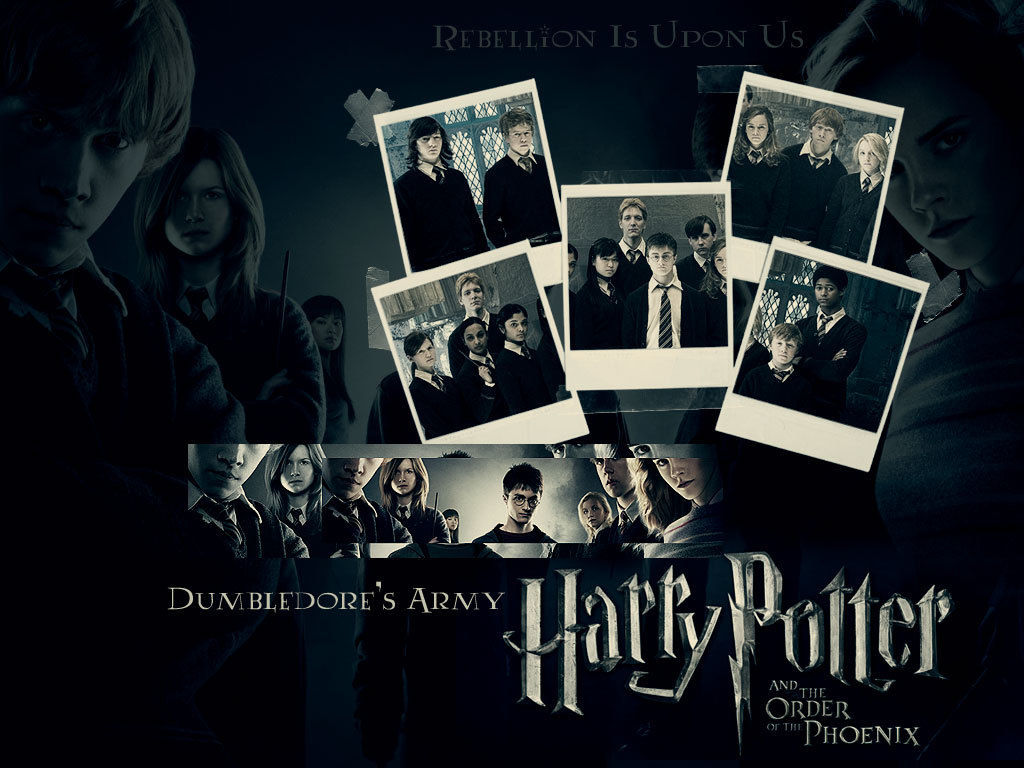 Rebellion Is Upon Us
Dumbledore's Army
Harry Potter
AND THE
ORDER
OF THE
PHOENIX